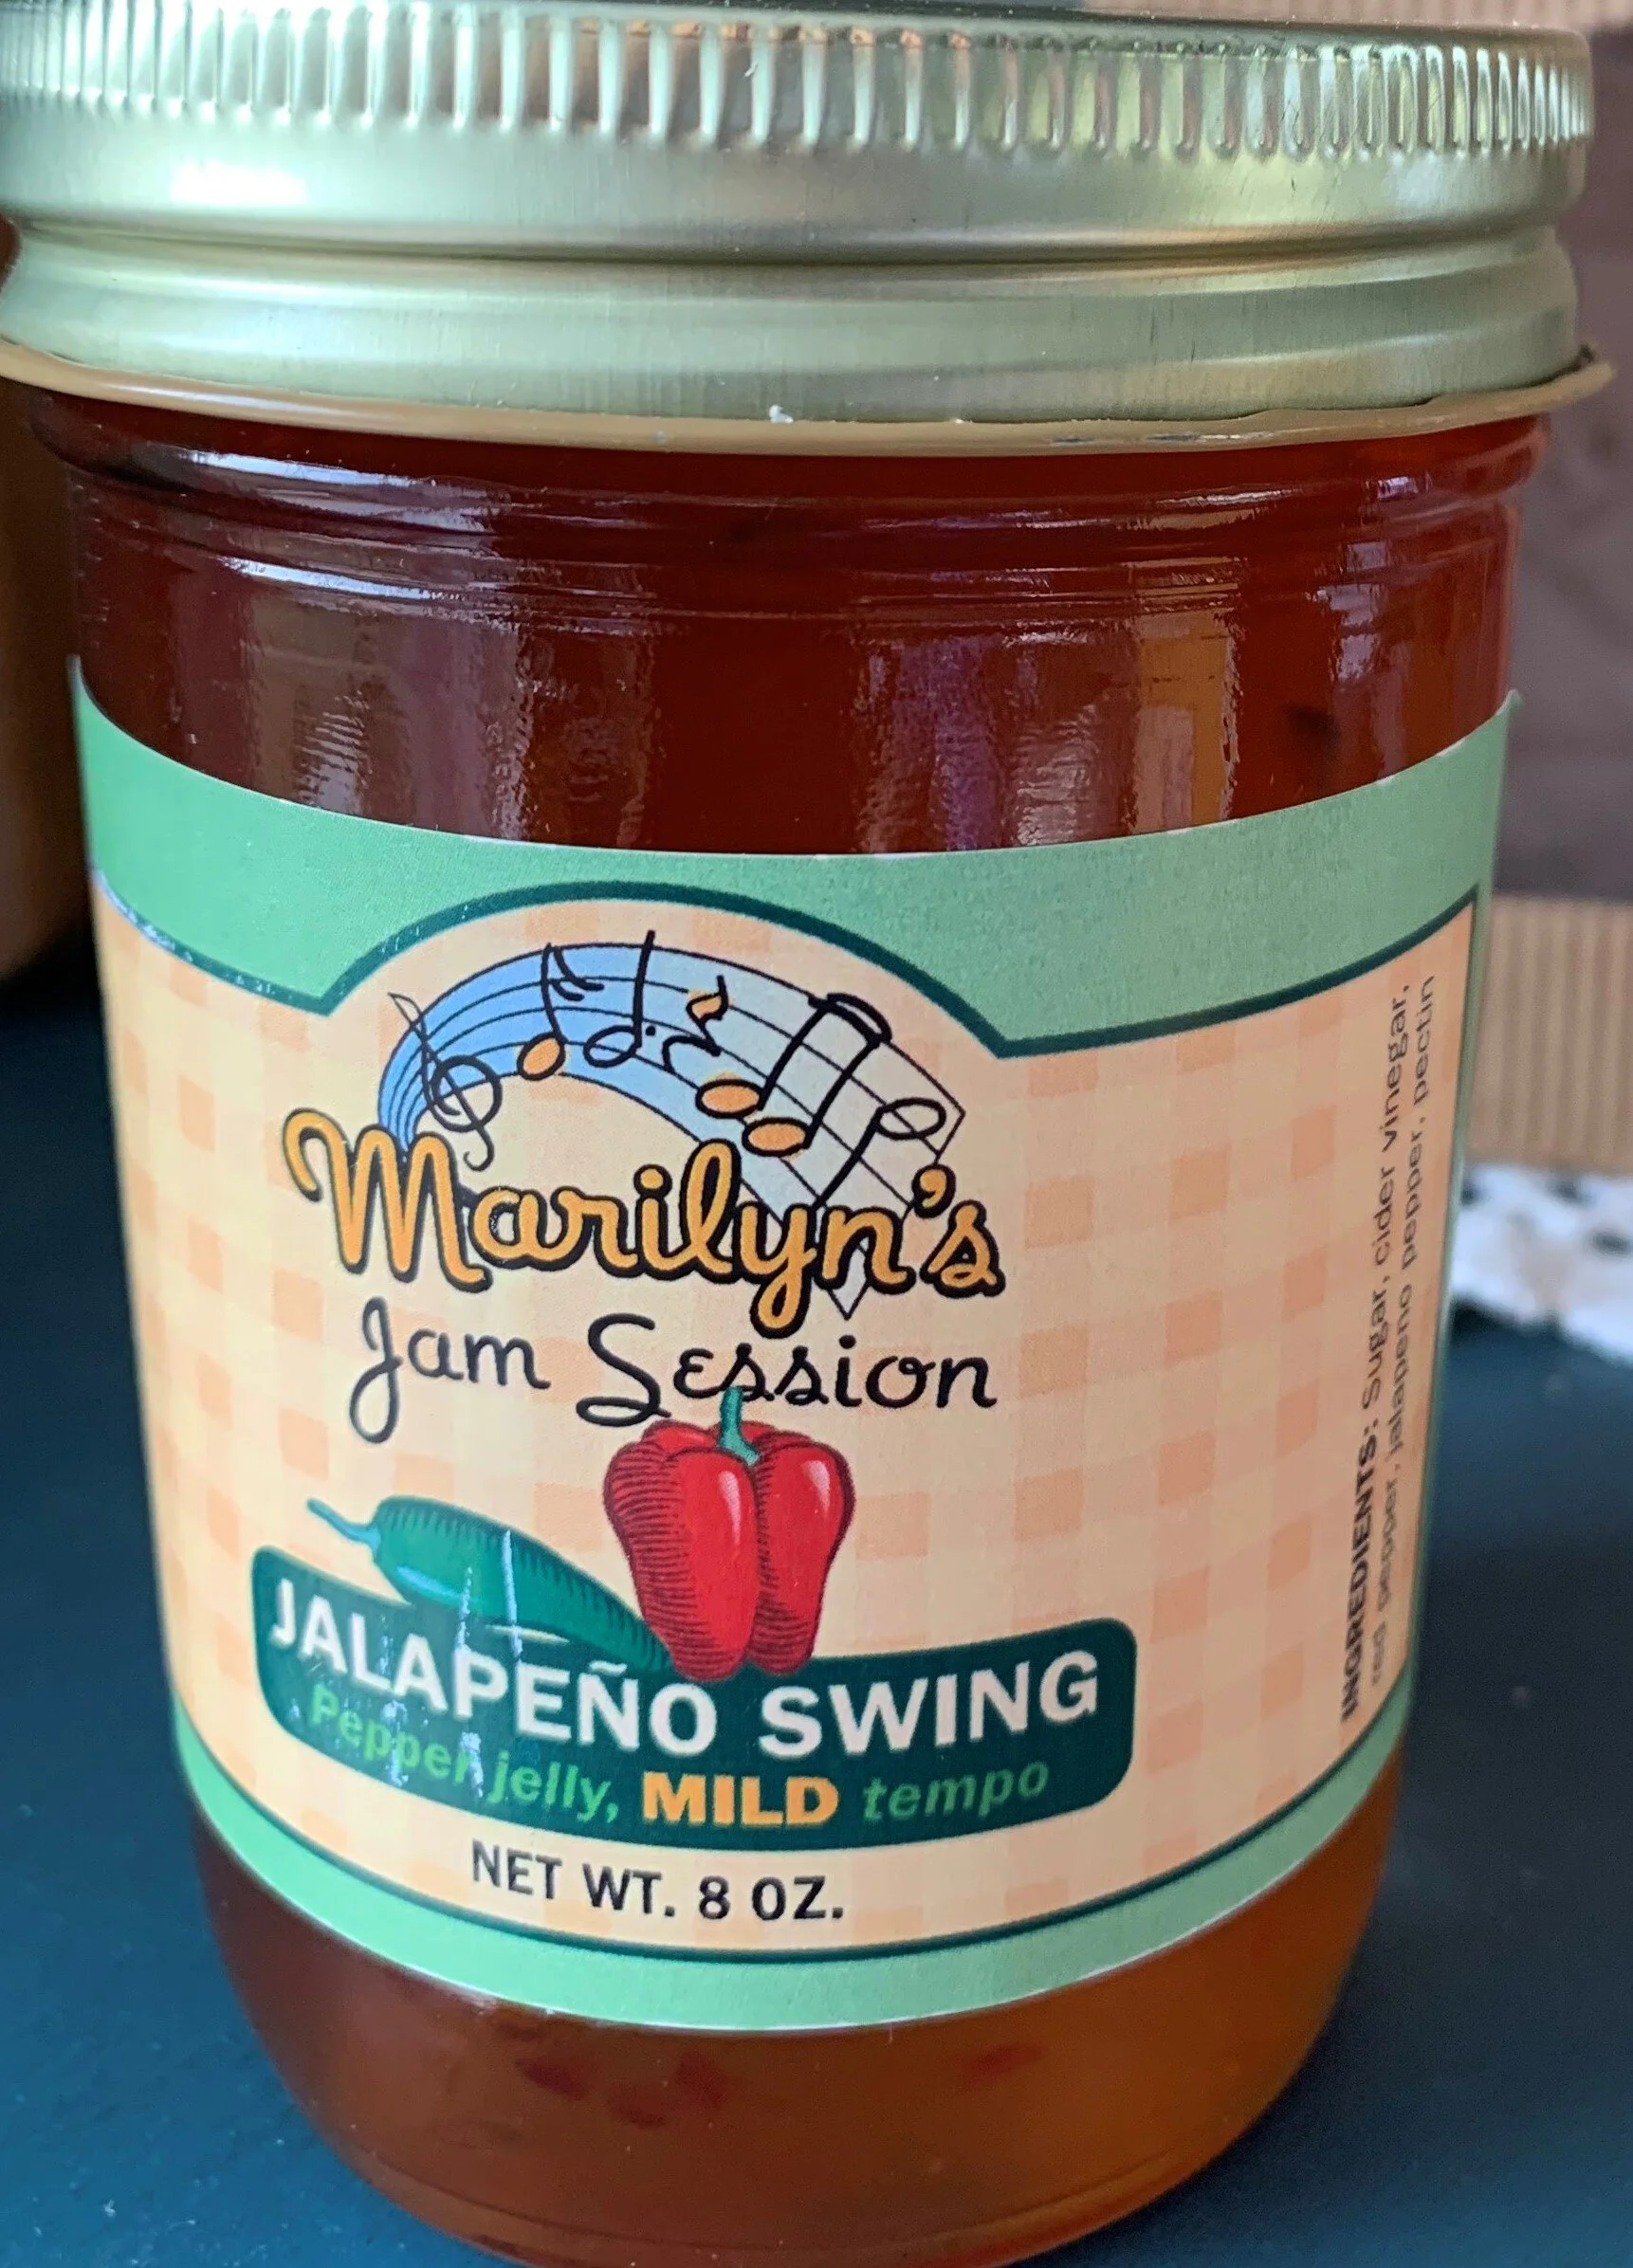 Marilyn's
Jam Session
JALAPEÑO SWING
Pepper jelly, MILD tempo
NET WT. 8 OZ.
INGREDIENTS: Sugar, cider vinegar,
red pepper, jalapeno pepper, pectin